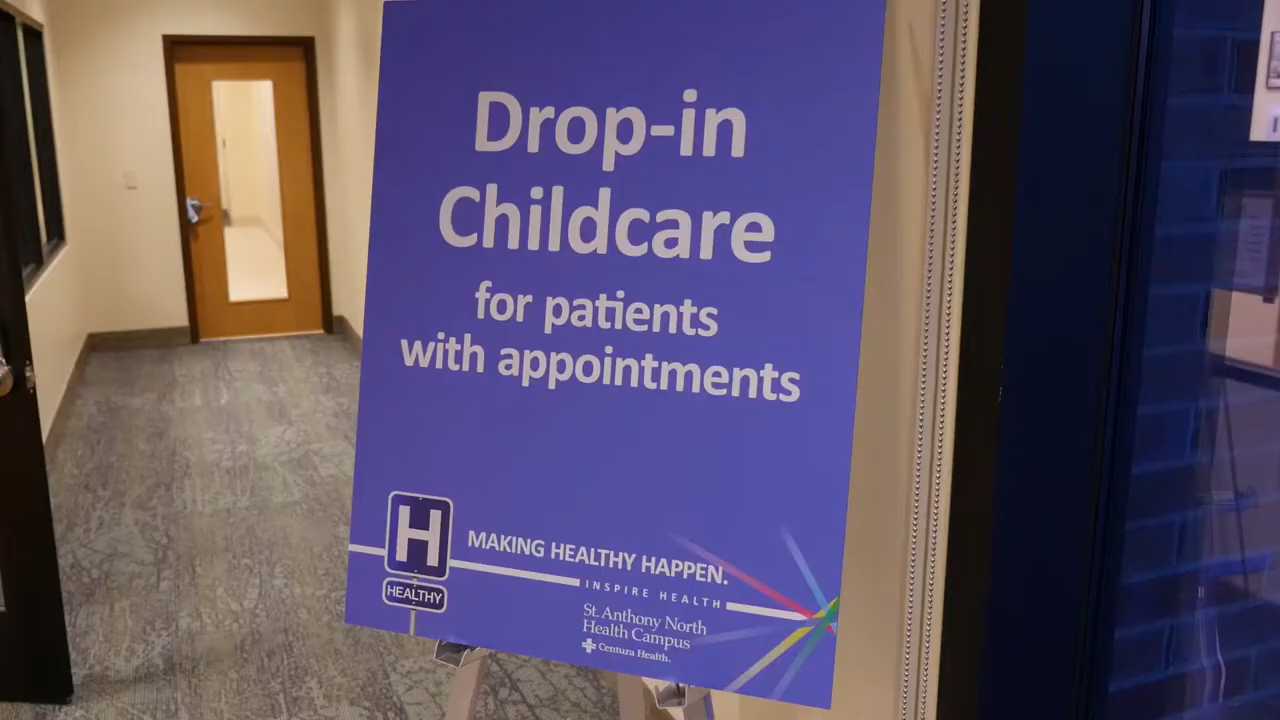 Drop-in
Childcare
for patients
with appointments
H
HEALTHY
MAKING HEALTHY HAPPEN.
INSPIRE HEALTH
St. Anthony North
Health Campus
Centura Health.